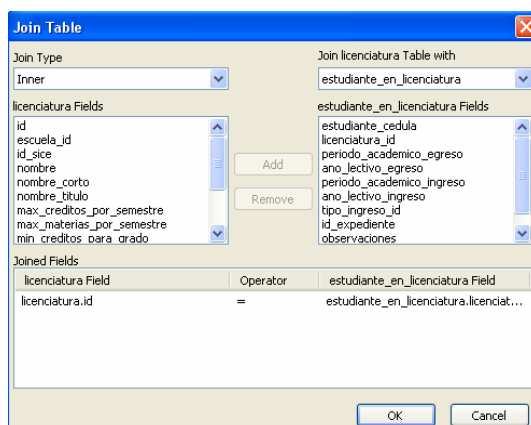 Join Table
Join Type
Join licenciatura Table with
Inner
estudiante_en_licenciatura
licenciatura Fields
estudiante_en_licenciatura Fields
id
escuela_id
id_sice
nombre
nombre_corto
nombre_titulo
max_creditos_por_semestre
max_materias_por_semestre
min_creditos_para_grado
Add
Remove
estudiante_cedula
licenciatura_id
periodo_academico_egreso
ano_lectivo_egreso
periodo_academico_ingreso
ano_lectivo_ingreso
tipo_ingreso_id
id_expediente
observaciones
Joined Fields
licenciatura Field Operator estudiante_en_licenciatura Field
licenciatura.id = estudiante_en_licenciatura.licenciat...
OK Cancel